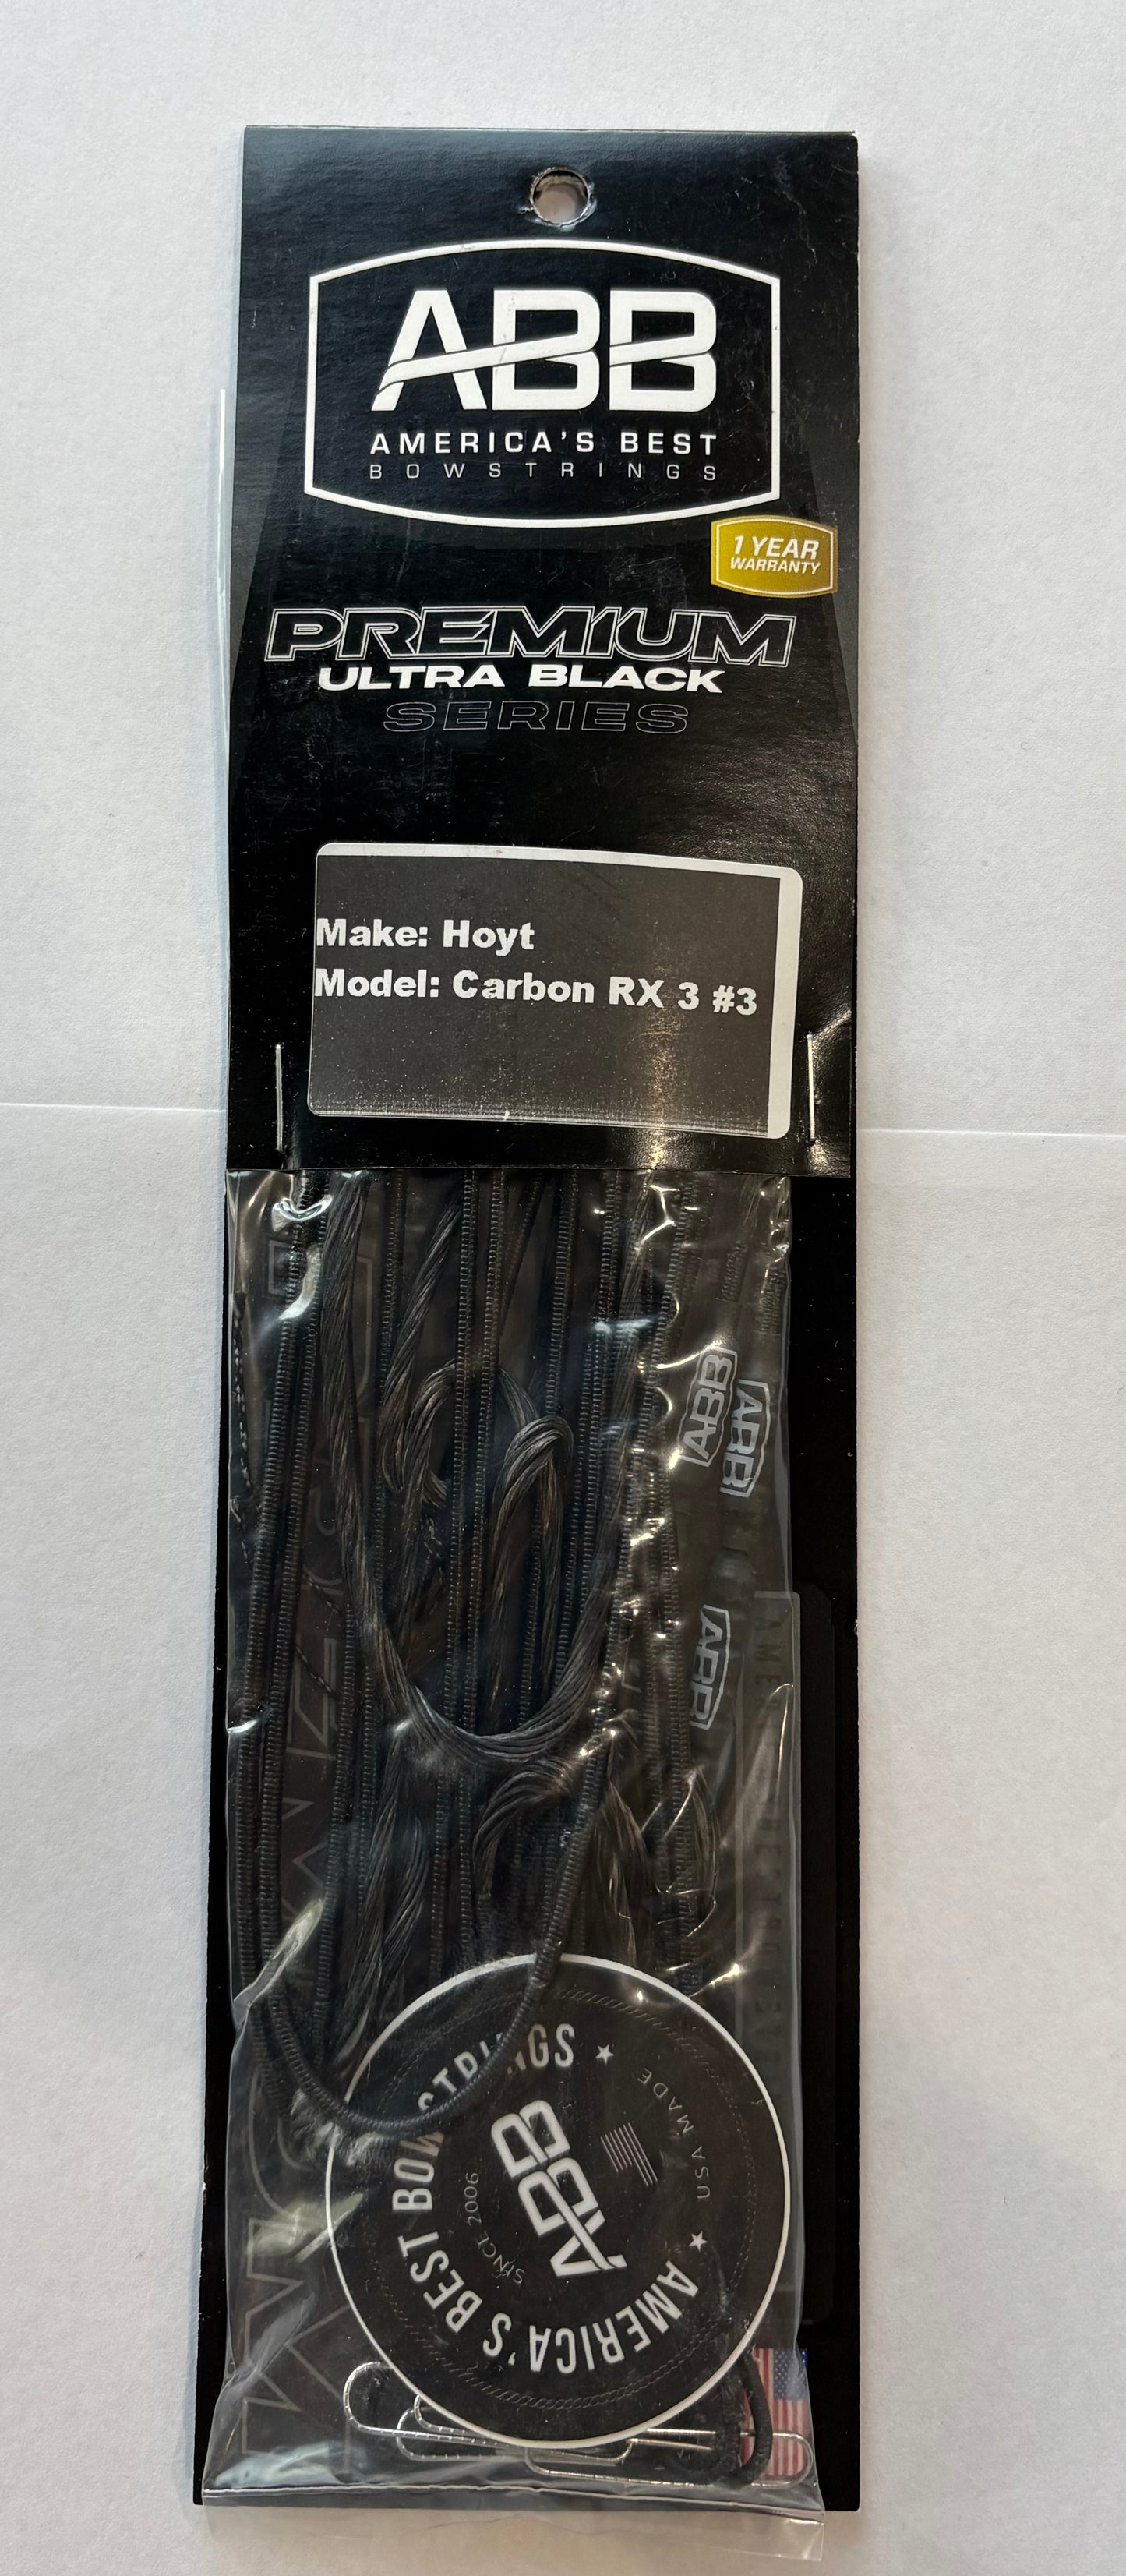 ABB
AMERICA'S BEST
BOWSTRINGS
1 YEAR
WARRANTY
PREMIUM
ULTRA BLACK
SERIES
Make: Hoyt
Model: Carbon RX 3 #3
ABB
ABB
ABB
AMERICA'S BEST BOWSTRINGS
USA MADE
ABB
SINCE 2006